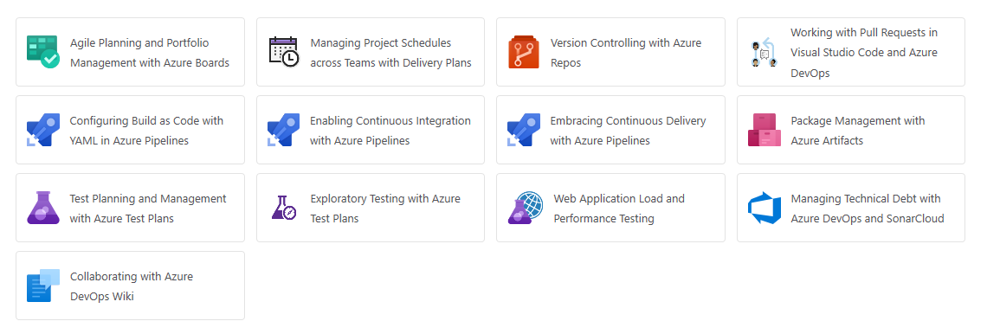 Agile Planning and Portfolio
Management with Azure Boards
Managing Project Schedules
across Teams with Delivery Plans
Version Controlling with Azure
Repos
Working with Pull Requests in
Visual Studio Code and Azure
DevOps
Configuring Build as Code with
YAML in Azure Pipelines
Enabling Continuous Integration
with Azure Pipelines
Embracing Continuous Delivery
with Azure Pipelines
Package Management with
Azure Artifacts
Test Planning and Management
with Azure Test Plans
Exploratory Testing with Azure
Test Plans
Web Application Load and
Performance Testing
Managing Technical Debt with
Azure DevOps and SonarCloud
Collaborating with Azure
DevOps Wiki